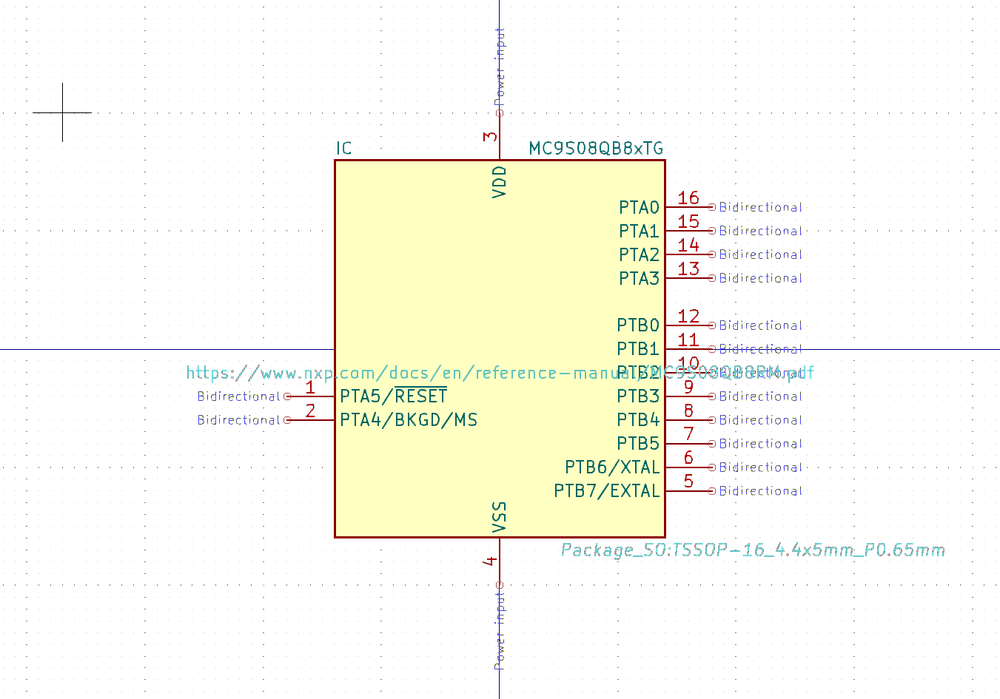 Power input
3
IC MC9S08QB8xTG
VDD
PTA0 16 Bidirectional
PTA1 15 Bidirectional
PTA2 14 Bidirectional
PTA3 13 Bidirectional
PTB0 12 Bidirectional
PTB1 11 Bidirectional
PTB2 10 Bidirectional
https://www.nxp.com/docs/en/reference-manual/MC9S08QB8RM.pdf
Bidirectional 1 PTA5/RESET PTB3 9 Bidirectional
Bidirectional 2 PTA4/BKGD/MS PTB4 8 Bidirectional
PTB5 7 Bidirectional
PTB6/XTAL 6 Bidirectional
PTB7/EXTAL 5 Bidirectional
VSS
Package_SO:TSSOP-16_4.4x5mm_P0.65mm
4
Power input